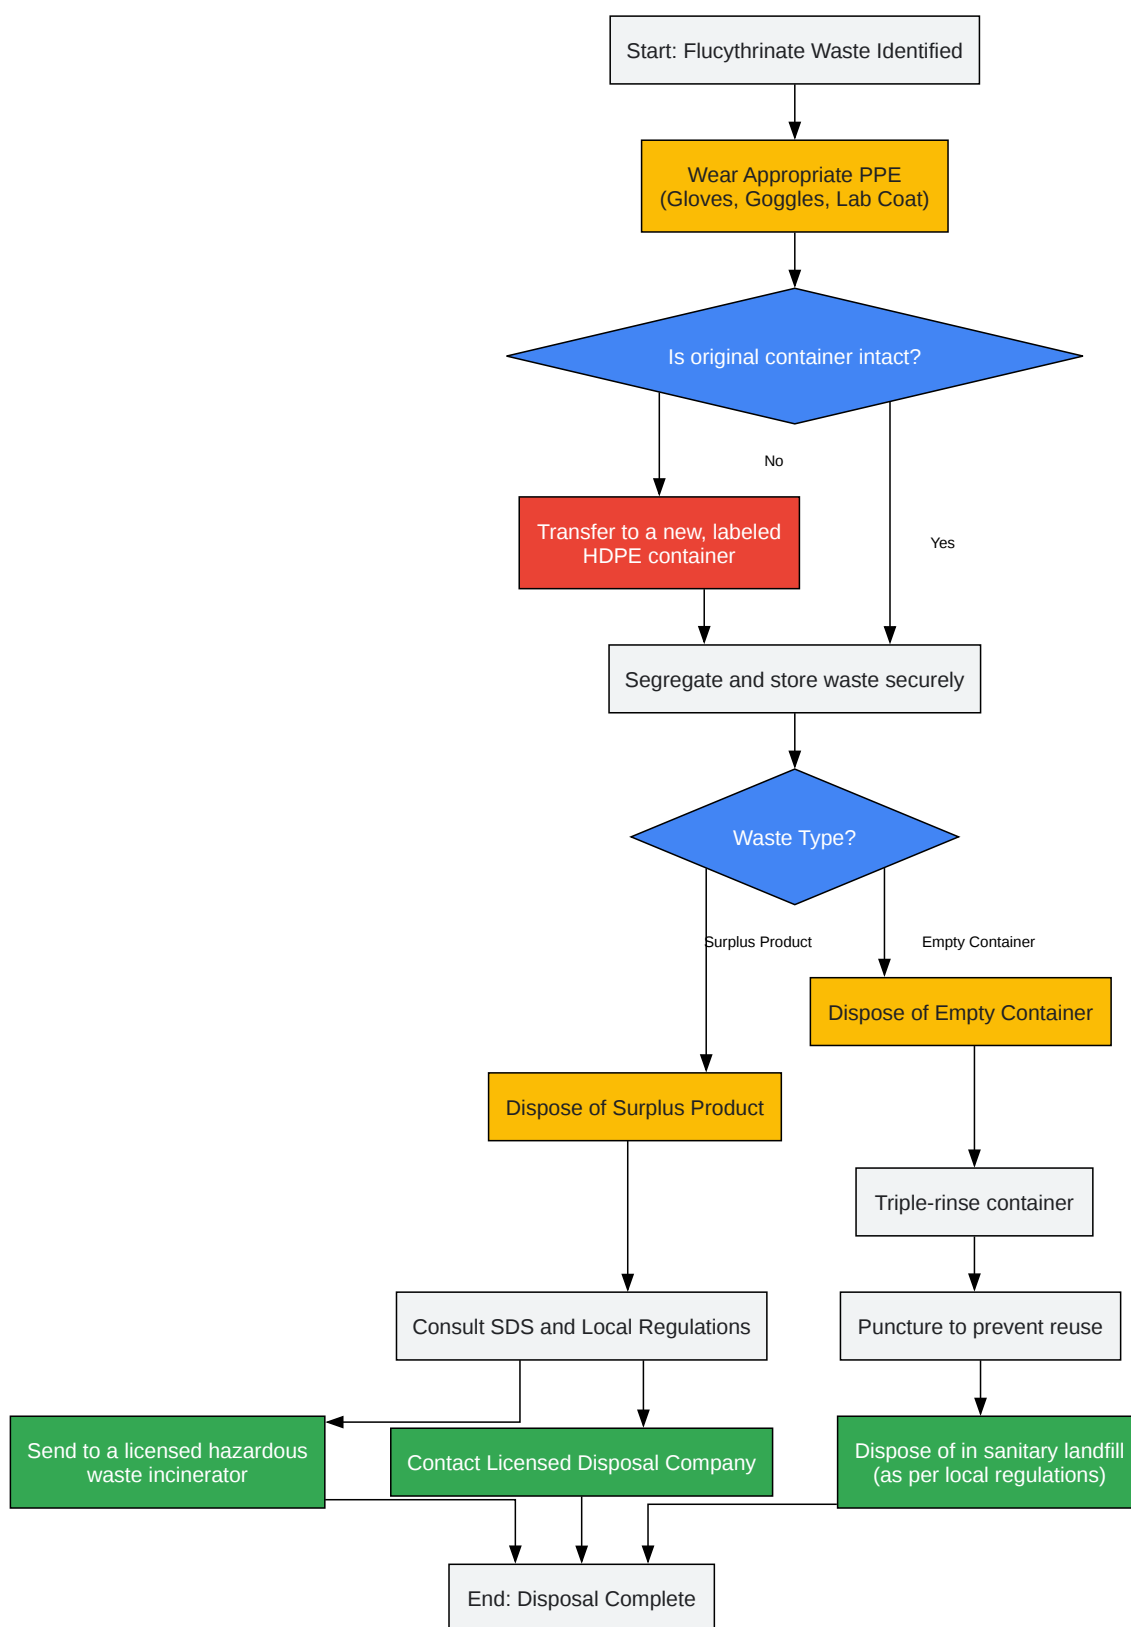 Start: Flucythrinate Waste Identified
Wear Appropriate PPE
(Gloves, Goggles, Lab Coat)
Is original container intact?
No
Transfer to a new, labeled
HDPE container
Yes
Segregate and store waste securely
Waste Type?
Surplus Product
Empty Container
Dispose of Empty Container
Dispose of Surplus Product
Triple-rinse container
Consult SDS and Local Regulations
Puncture to prevent reuse
Send to a licensed hazardous
waste incinerator
Contact Licensed Disposal Company
Dispose of in sanitary landfill
(as per local regulations)
End: Disposal Complete